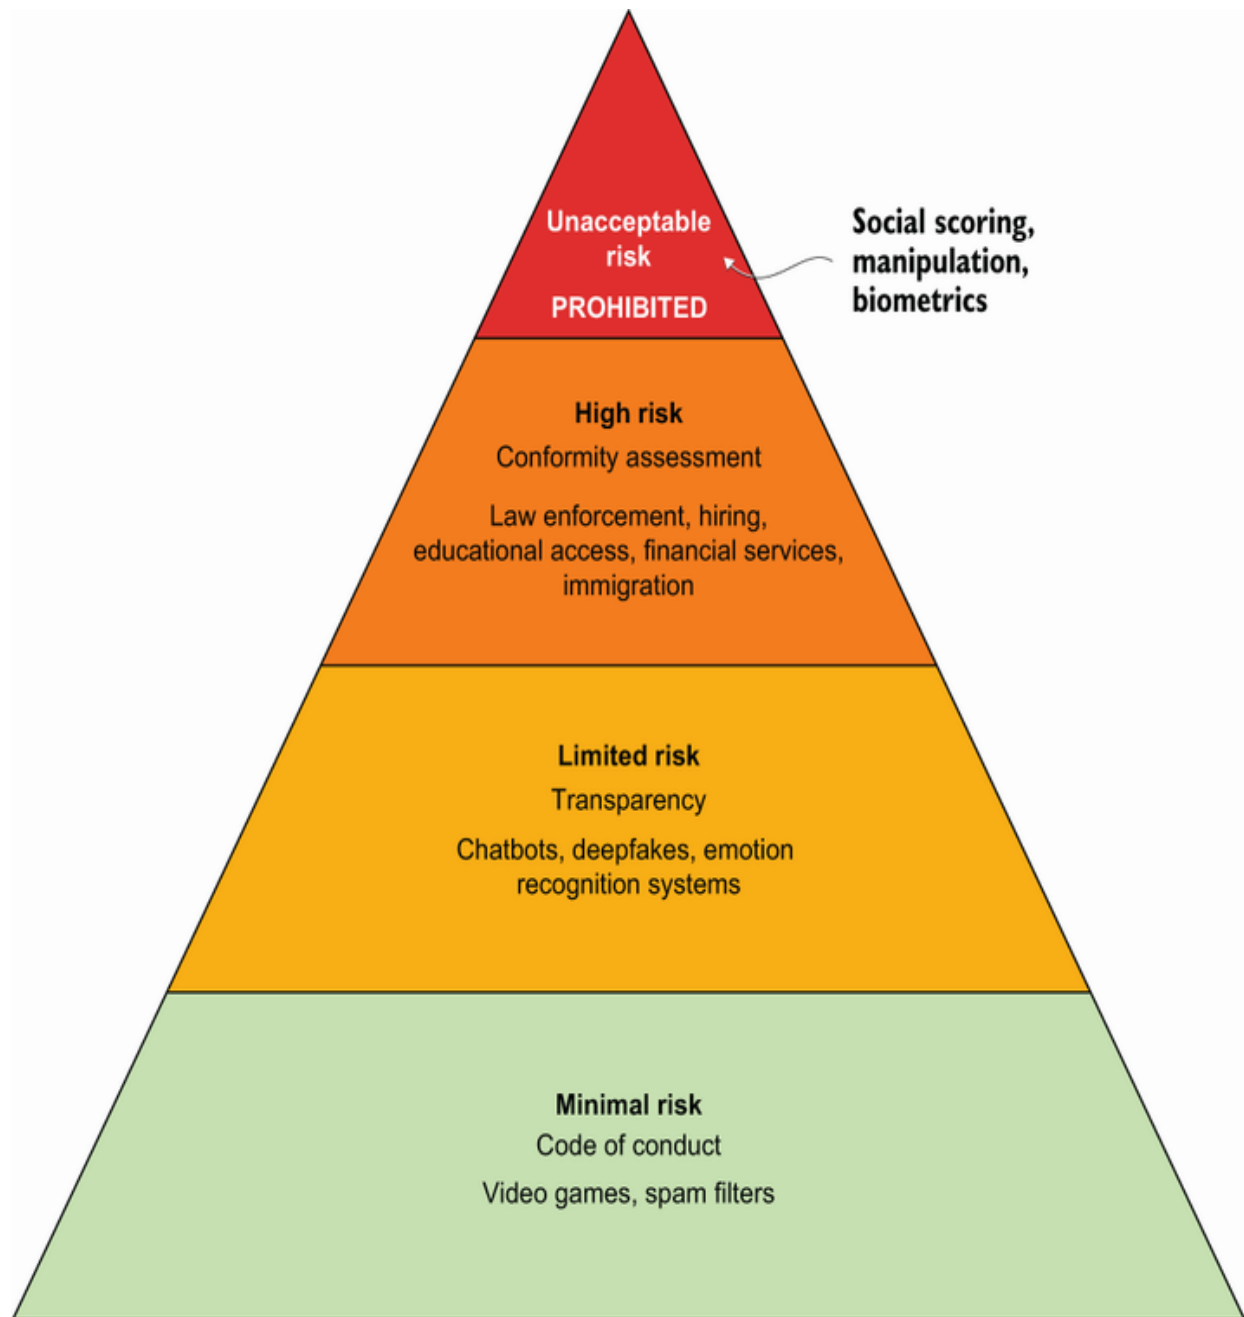 Unacceptable
risk
PROHIBITED
Social scoring,
manipulation,
biometrics
High risk
Conformity assessment
Law enforcement, hiring,
educational access, financial services,
immigration
Limited risk
Transparency
Chatbots, deepfakes, emotion
recognition systems
Minimal risk
Code of conduct
Video games, spam filters